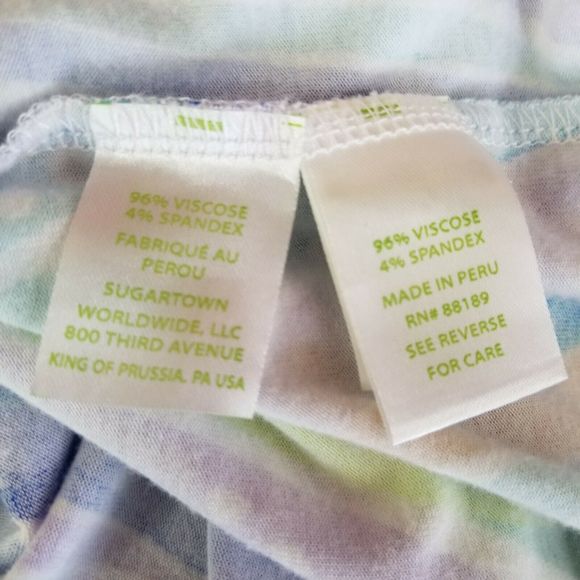 96% VISCOSE
4% SPANDEX
FABRIQUÉ AU
PEROU
SUGARTOWN
WORLDWIDE, LLC
800 THIRD AVENUE
KING OF PRUSSIA, PA USA
96% VISCOSE
4% SPANDEX
MADE IN PERU
RN# 88189
SEE REVERSE
FOR CARE